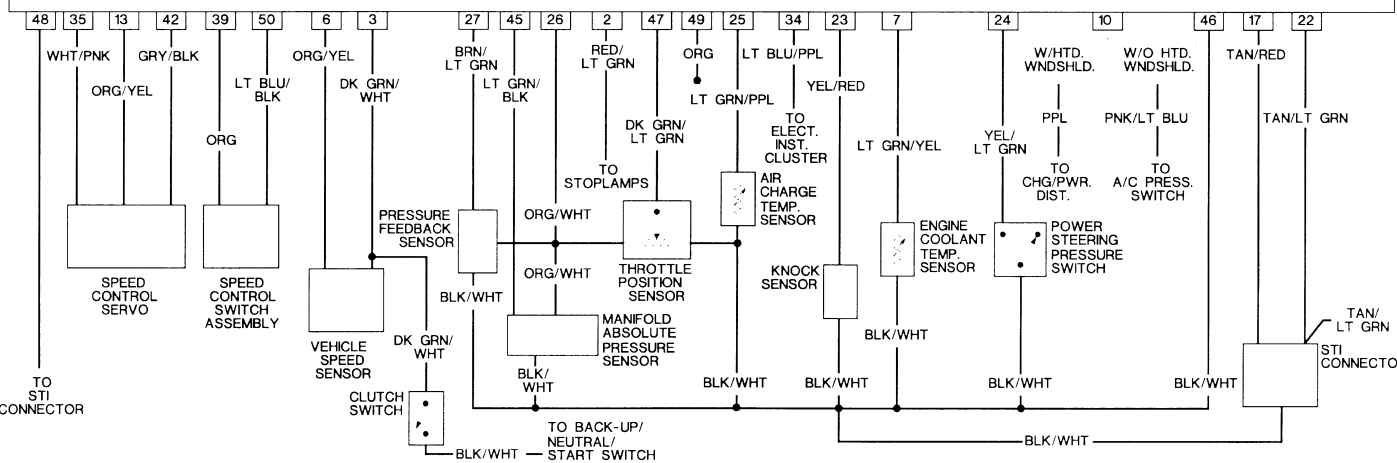 48 35 13 42 39 50 6 3 27 45 26 2 47 49 25 34 23 7 24 10 46 17 22
WHT/PNK
ORG/YEL
GRY/BLK
ORG
LT BLU/
BLK
ORG/YEL
DK GRN/
WHT
BRN/
LT GRN
LT GRN/
BLK
RED/
LT GRN
ORG
LT GRN/PPL
LT BLU/PPL
YEL/RED
W/HTD.
WNDSHLD.
W/O HTD.
WNDSHLD.
TAN/RED
DK GRN/
LT GRN
TO
ELECT.
INST.
CLUSTER
LT GRN/YEL
YEL/
LT GRN
PPL
PNK/LT BLU
TAN/LT GRN
TO
STOPLAMPS
TO
CHG/PWR.
DIST.
TO
A/C PRESS.
SWITCH
AIR
CHARGE
TEMP.
SENSOR
PRESSURE
FEEDBACK
SENSOR
ORG/WHT
ORG/WHT
ENGINE
COOLANT
TEMP.
SENSOR
POWER
STEERING
PRESSURE
SWITCH
SPEED
CONTROL
SERVO
SPEED
CONTROL
SWITCH
ASSEMBLY
THROTTLE
POSITION
SENSOR
KNOCK
SENSOR
BLK/WHT
VEHICLE
SPEED
SENSOR
DK GRN/
WHT
MANIFOLD
ABSOLUTE
PRESSURE
SENSOR
BLK/WHT
TAN/
LT GRN
STI
CONNECTO
TO
STI
CONNECTOR
BLK/
WHT
BLK/WHT
BLK/WHT
BLK/WHT
BLK/WHT
CLUTCH
SWITCH
BLK/WHT
TO BACK-UP/
NEUTRAL/
START SWITCH
BLK/WHT